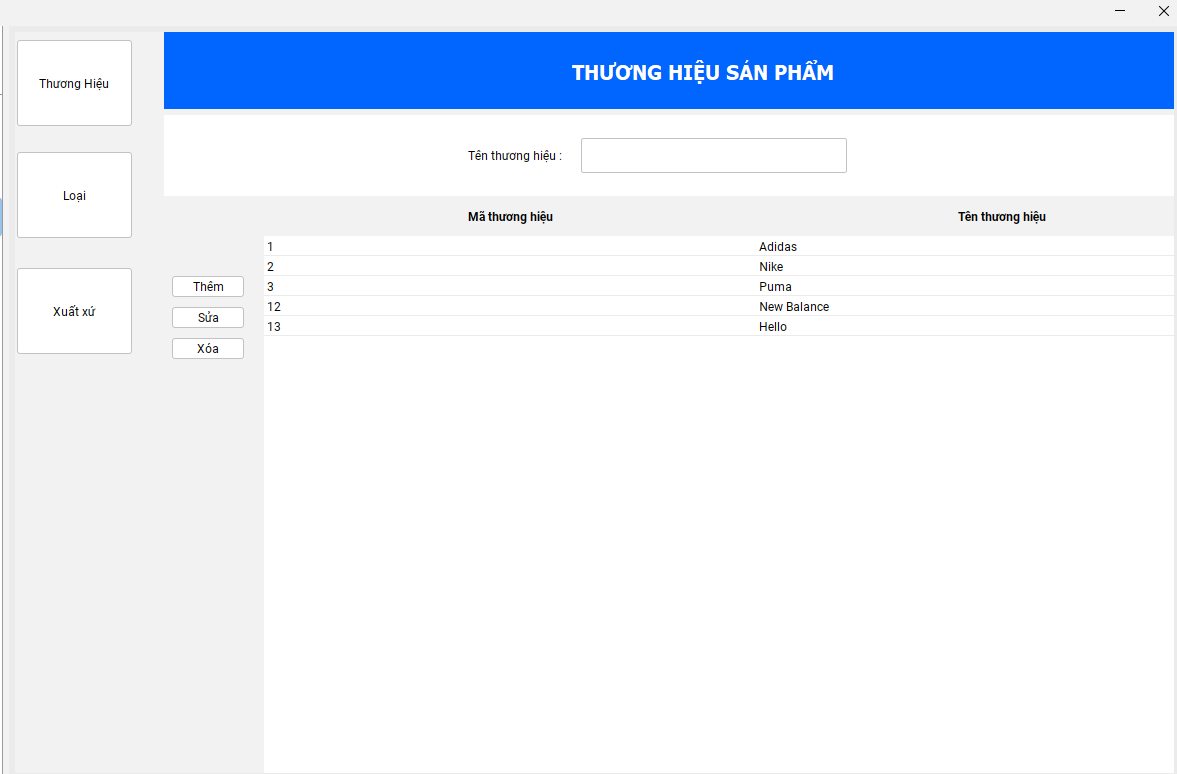 THƯƠNG HIỆU SẢN PHẨM
Thương Hiệu
Loại
Xuất xứ
Tên thương hiệu :
Thêm
Sửa
Xóa
Mã thương hiệu Tên thương hiệu
1 Adidas
2 Nike
3 Puma
12 New Balance
13 Hello